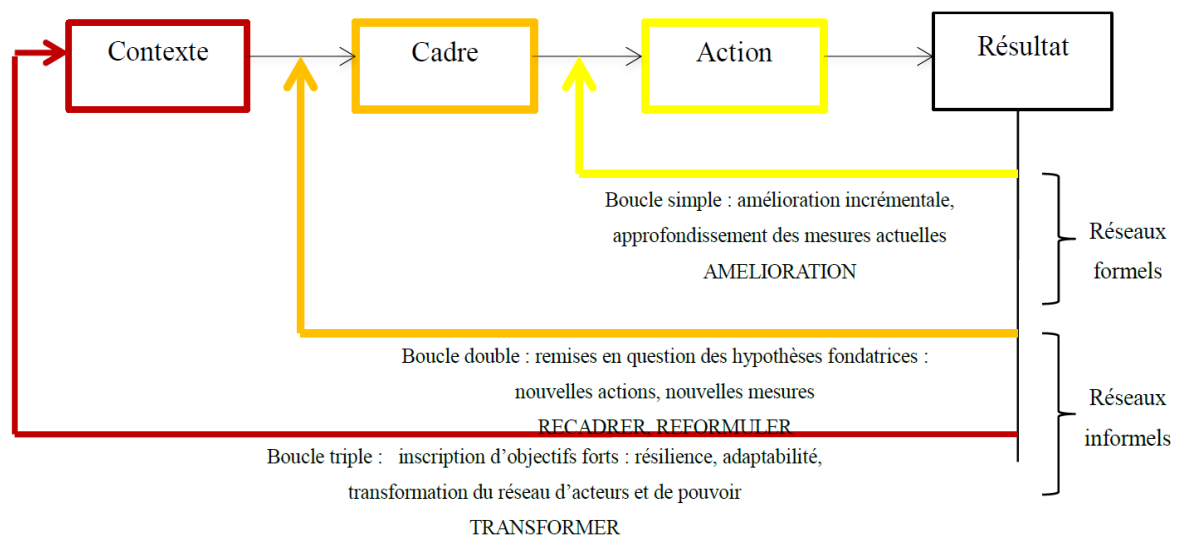 Contexte
Cadre
Action
Résultat
Boucle simple : amélioration incrémentale,
approfondissement des mesures actuelles
AMELIORATION
Réseaux
formels
Boucle double : remises en question des hypothèses fondatrices :
nouvelles actions, nouvelles mesures
RECADRER, REFORMULER
Réseaux
informels
Boucle triple : inscription d’objectifs forts : résilience, adaptabilité,
transformation du réseau d’acteurs et de pouvoir
TRANSFORMER